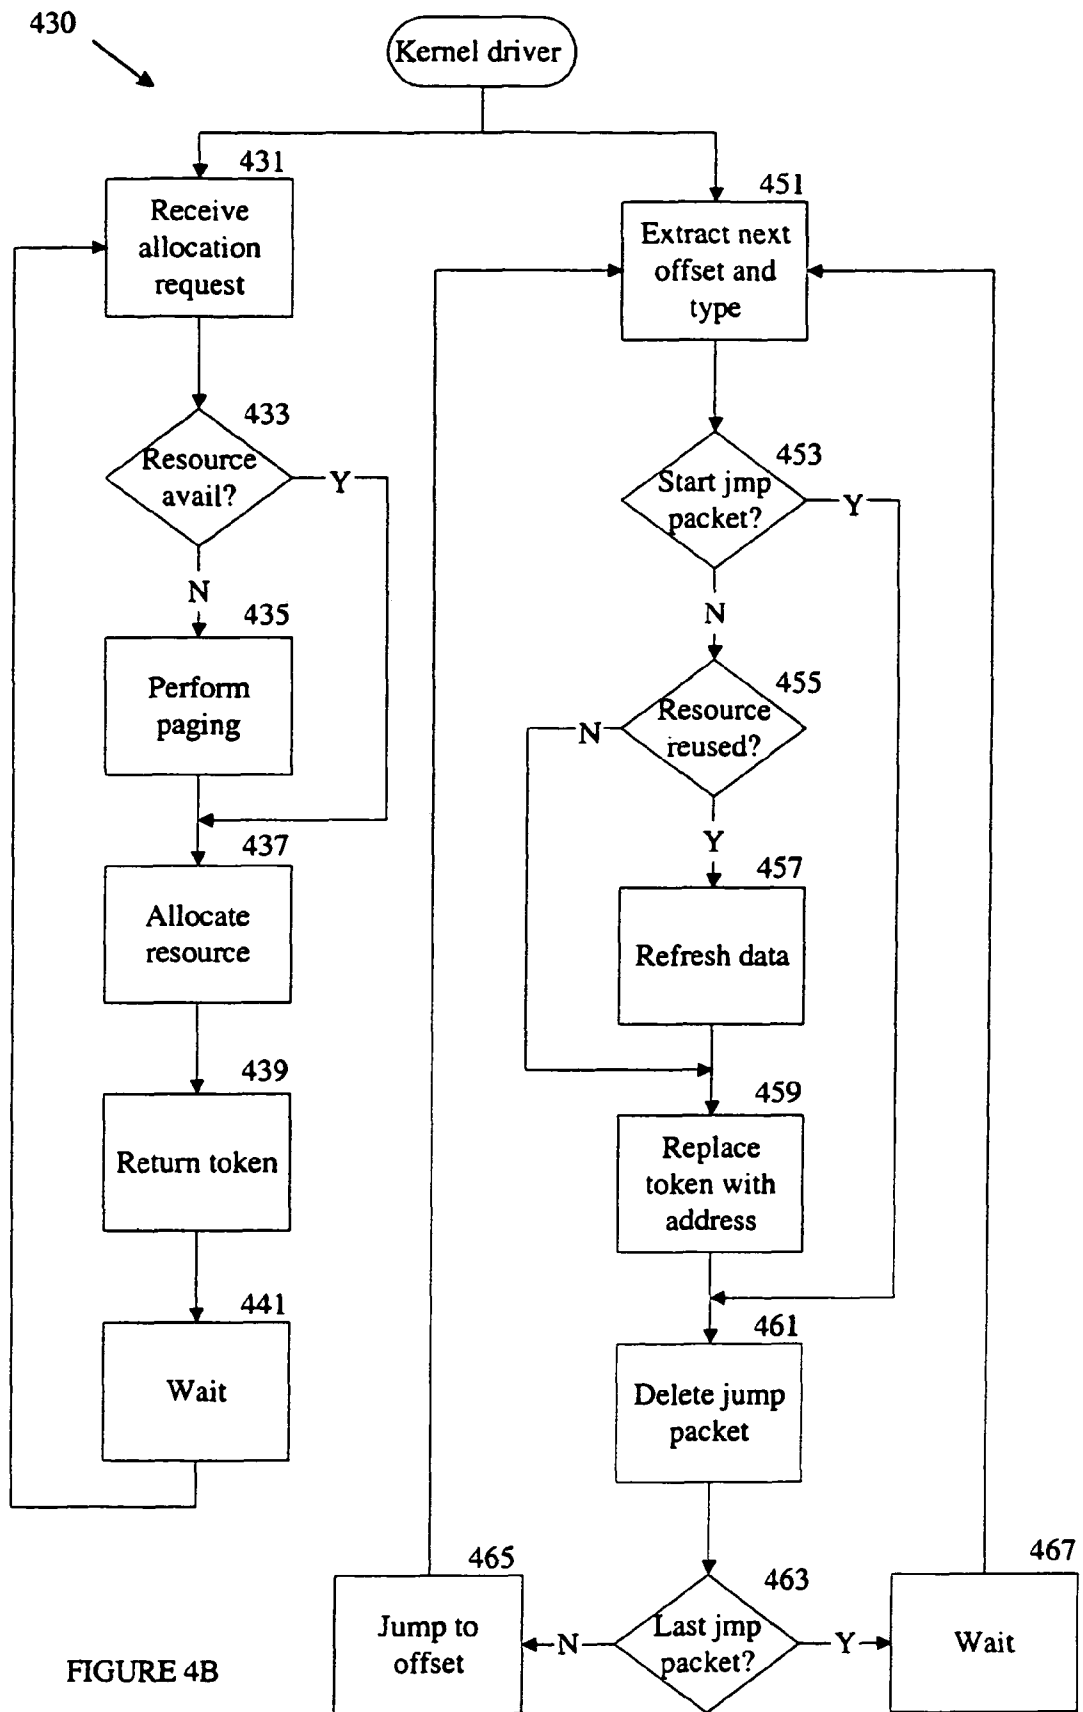 430
Kernel driver
431
Receive
allocation
request
433
Resource
avail?
Y
N
435
Perform
paging
437
Allocate
resource
439
Return token
441
Wait
451
Extract next
offset and
type
453
Start jmp
packet?
Y
N
455
Resource
reused?
N
Y
457
Refresh data
459
Replace
token with
address
461
Delete jump
packet
463
Last jmp
packet?
N
Y
465
Jump to
offset
467
Wait
FIGURE 4B